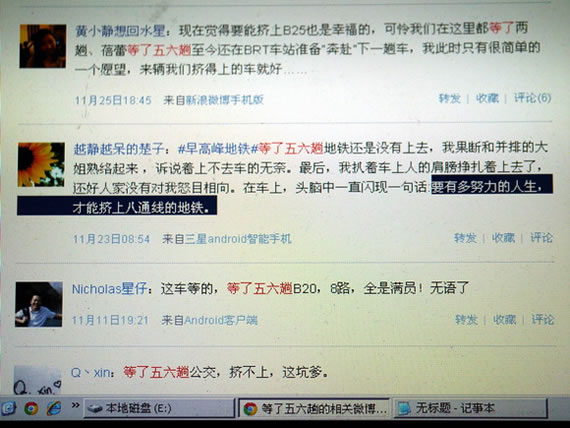 黄小静想回水星：现在觉得要能挤上B25也是幸福的，可怜我们在这里都等了两
趟、蓓蕾等了五六趟至今还在BRT车站准备“奔赴”下一趟车，我此时只有很简单的
一个愿望，来辆我们挤得上的车就好……
11月25日18:45 来自新浪微博手机版 转发 | 收藏 | 评论(6)
越静越呆的楚子：#早高峰地铁#等了五六趟地铁还是没有上去，我果断和并排的大
姐熟络起来，诉说着上不去车的无奈。最后，我扒着车上人的肩膀挣扎着上去了，
还好人家没有对我怒目相向。在车上，头脑中一直闪现一句话:要有多努力的人生，
才能挤上八通线的地铁。
11月23日08:54 来自三星android智能手机 转发 | 收藏 | 评论
Nicholas星仔：这车等的，等了五六趟B20，8路，全是满员！无语了
11月11日19:21 来自Android客户端 转发 | 收藏 | 评论
Q丶xin：等了五六趟公交，挤不上，这坑爹。
Q. xin
» 本地磁盘 (E:) 等了五六趟的相关微博... 无标题 - 记事本